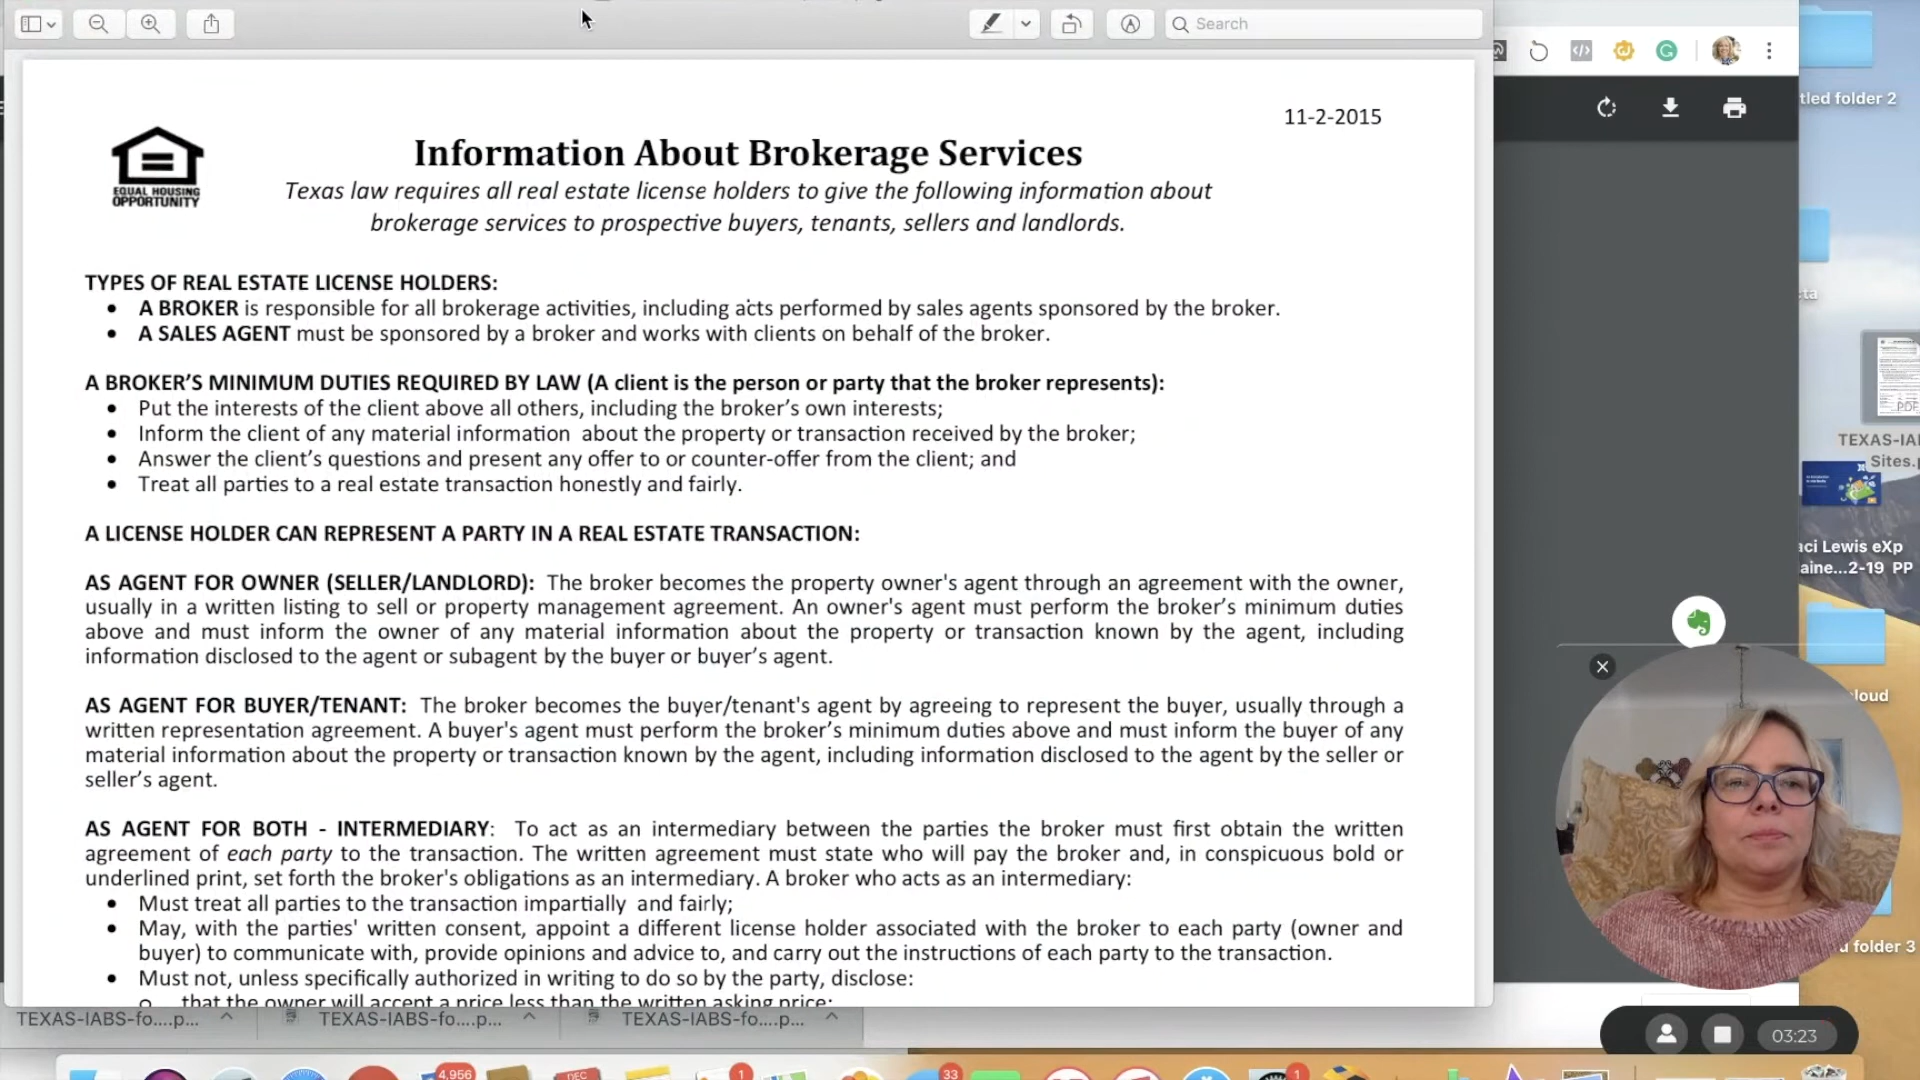 Search
11-2-2015
EQUAL HOUSING
OPPORTUNITY
Information About Brokerage Services
Texas law requires all real estate license holders to give the following information about
brokerage services to prospective buyers, tenants, sellers and landlords.
TYPES OF REAL ESTATE LICENSE HOLDERS:
• A BROKER is responsible for all brokerage activities, including acts performed by sales agents sponsored by the broker.
• A SALES AGENT must be sponsored by a broker and works with clients on behalf of the broker.
A BROKER’S MINIMUM DUTIES REQUIRED BY LAW (A client is the person or party that the broker represents):
• Put the interests of the client above all others, including the broker’s own interests;
• Inform the client of any material information about the property or transaction received by the broker;
• Answer the client’s questions and present any offer to or counter-offer from the client; and
• Treat all parties to a real estate transaction honestly and fairly.
A LICENSE HOLDER CAN REPRESENT A PARTY IN A REAL ESTATE TRANSACTION:
AS AGENT FOR OWNER (SELLER/LANDLORD): The broker becomes the property owner's agent through an agreement with the owner,
usually in a written listing to sell or property management agreement. An owner's agent must perform the broker’s minimum duties
above and must inform the owner of any material information about the property or transaction known by the agent, including
information disclosed to the agent or subagent by the buyer or buyer’s agent.
AS AGENT FOR BUYER/TENANT: The broker becomes the buyer/tenant's agent by agreeing to represent the buyer, usually through a
written representation agreement. A buyer's agent must perform the broker’s minimum duties above and must inform the buyer of any
material information about the property or transaction known by the agent, including information disclosed to the agent by the seller or
seller’s agent.
AS AGENT FOR BOTH - INTERMEDIARY: To act as an intermediary between the parties the broker must first obtain the written
agreement of each party to the transaction. The written agreement must state who will pay the broker and, in conspicuous bold or
underlined print, set forth the broker's obligations as an intermediary. A broker who acts as an intermediary:
• Must treat all parties to the transaction impartially and fairly;
• May, with the parties' written consent, appoint a different license holder associated with the broker to each party (owner and
buyer) to communicate with, provide opinions and advice to, and carry out the instructions of each party to the transaction.
• Must not, unless specifically authorized in writing to do so by the party, disclose:
o that the owner will accept a price less than the written asking price;
TEXAS-IABS-fo....p...
TEXAS-IABS-fo....p...
TEXAS-IABS-fo....p...
tled folder 2
PDF
TEXAS-IA
Sites.p
aci Lewis eXp
aine...2-19 PP
loud
folder 3
03:23
4,956
DEC
1
33
1